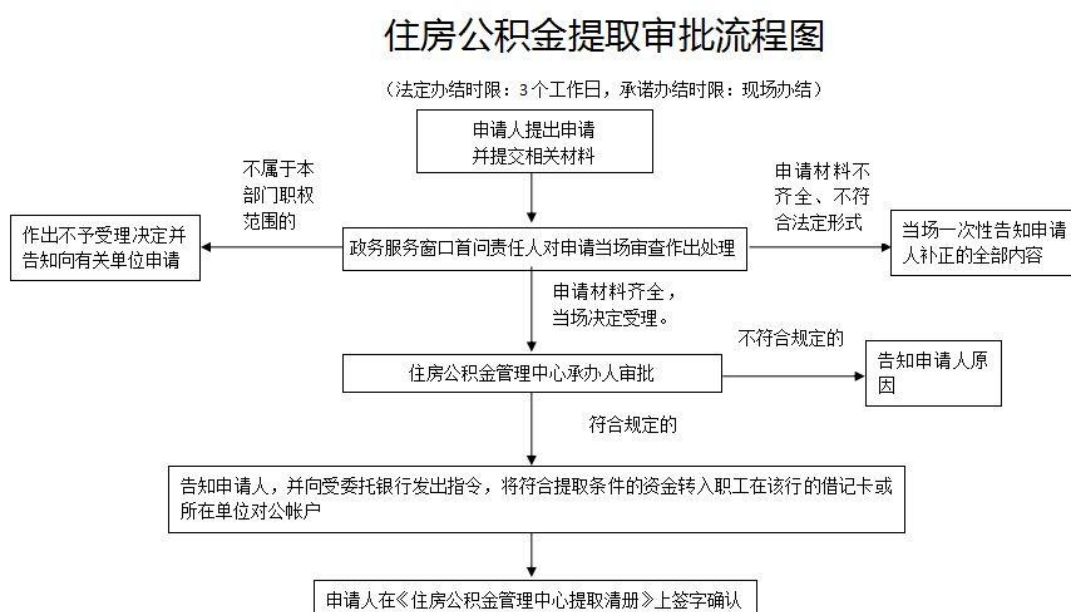 住房公积金提取审批流程图
（法定办结时限：3个工作日，承诺办结时限：现场办结）
申请人提出申请
并提交相关材料
不属于本
部门职权
范围的
申请材料不
齐全、不符
合法定形式
作出不予受理决定并
告知向有关单位申请
政务服务窗口首问责任人对申请当场审查作出处理
当场一次性告知申请
人补正的全部内容
申请材料齐全，
当场决定受理。
不符合规定的
住房公积金管理中心承办人审批
告知申请人原
因
符合规定的
告知申请人，并向受委托银行发出指令，将符合提取条件的资金转入职工在该行的借记卡或
所在单位对公帐户
申请人在《住房公积金管理中心提取清册》上签字确认